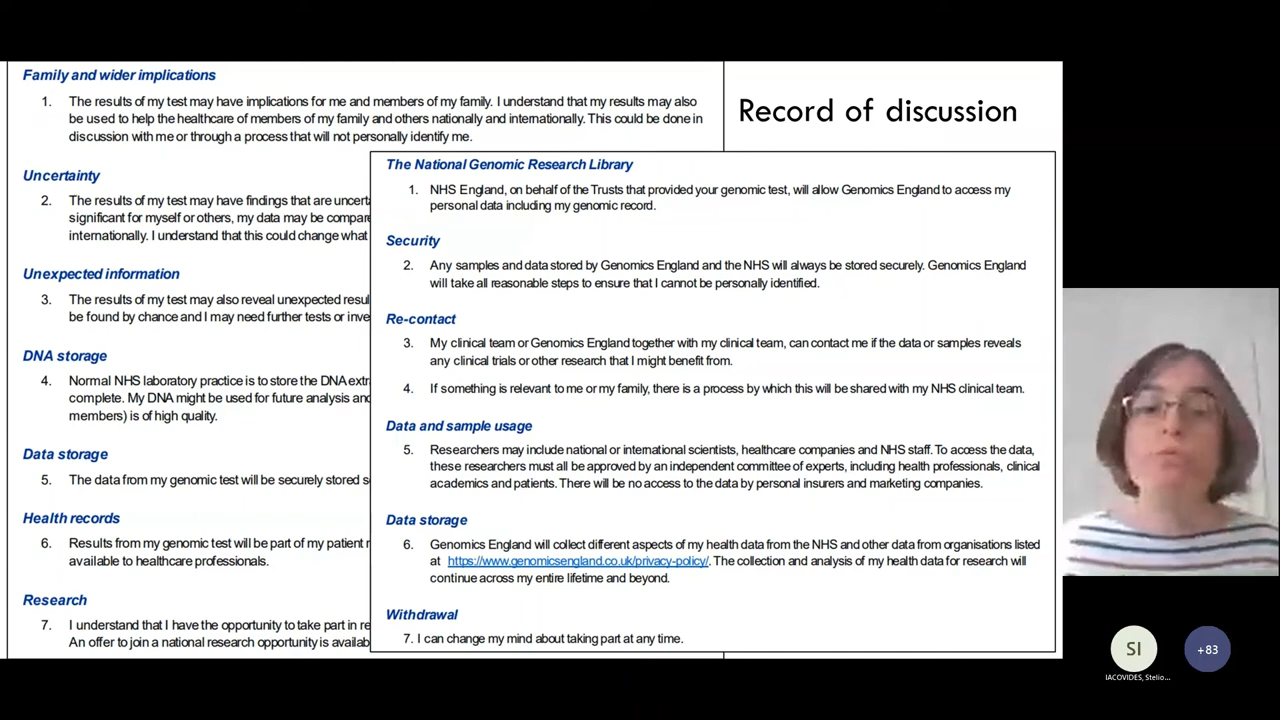 Family and wider implications
1. The results of my test may have implications for me and members of my family. I understand that my results may also
be used to help the healthcare of members of my family and others nationally and internationally. This could be done in
discussion with me or through a process that will not personally identify me.
Uncertainty
2. The results of my test may have findings that are
significant for myself or others, my data may be
internationally. I understand that this could change what
Unexpected information
3. The results of my test may also reveal unexpected
be found by chance and I may need further tests or
DNA storage
4. Normal NHS laboratory practice is to store the DNA
complete. My DNA might be used for future analysis
members) is of high quality.
Data storage
5. The data from my genomic test will be securely stored
Health records
6. Results from my genomic test will be part of my patient
available to healthcare professionals.
Research
7. I understand that I have the opportunity to take part in
An offer to join a national research opportunity is
Record of discussion
The National Genomic Research Library
1. NHS England, on behalf of the Trusts that provided your genomic test, will allow Genomics England to access my
personal data including my genomic record.
Security
2. Any samples and data stored by Genomics England and the NHS will always be stored securely. Genomics England
will take all reasonable steps to ensure that I cannot be personally identified.
Re-contact
3. My clinical team or Genomics England together with my clinical team, can contact me if the data or samples reveals
any clinical trials or other research that I might benefit from.
4. If something is relevant to me or my family, there is a process by which this will be shared with my NHS clinical team.
Data and sample usage
5. Researchers may include national or international scientists, healthcare companies and NHS staff. To access the data,
these researchers must all be approved by an independent committee of experts, including health professionals, clinical
academics and patients. There will be no access to the data by personal insurers and marketing companies.
Data storage
6. Genomics England will collect different aspects of my health data from the NHS and other data from organisations listed
at https://www.genomicsengland.co.uk/privacy-policy/. The collection and analysis of my health data for research will
continue across my entire lifetime and beyond.
Withdrawal
7. I can change my mind about taking part at any time.
SI
+83
IACOVIDES, Stelio...